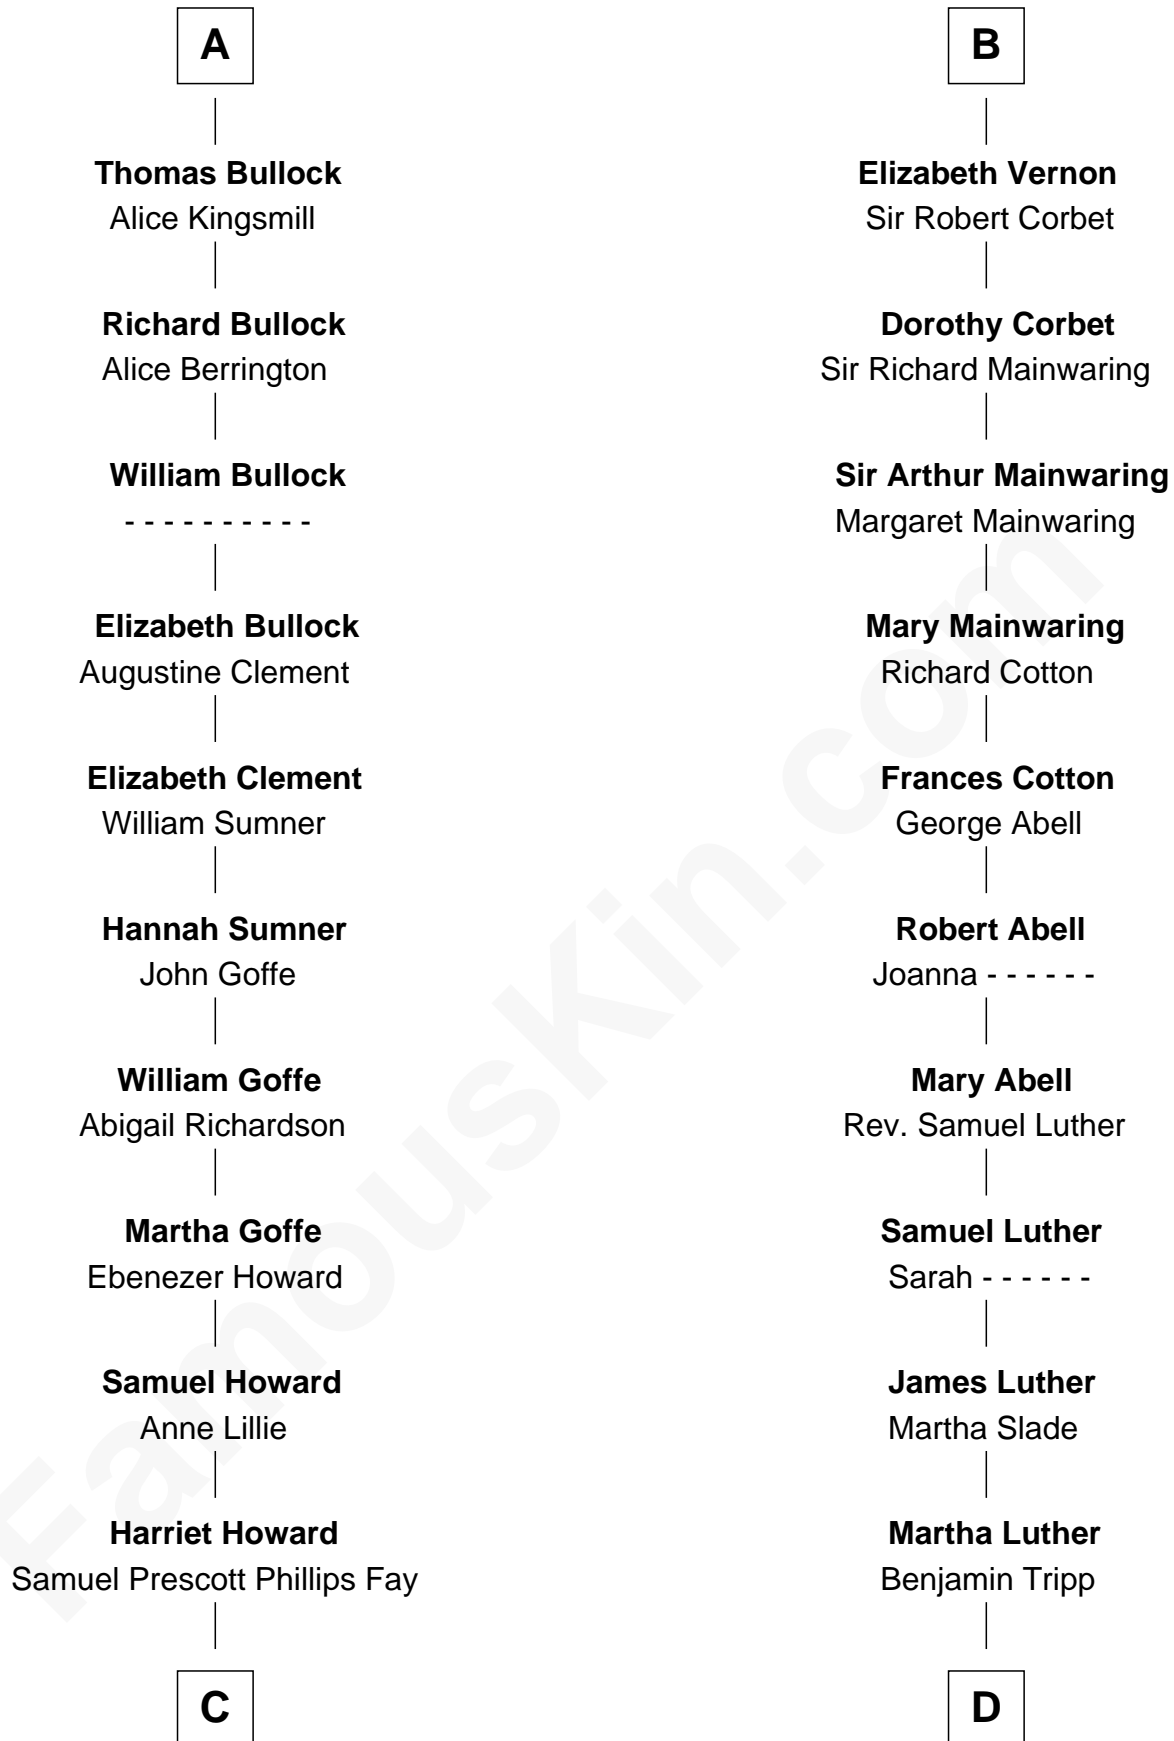 A
Thomas Bullock
Alice Kingsmill
Richard Bullock
Alice Berrington
William Bullock
- - - - - - - - - -
Elizabeth Bullock
Augustine Clement
Elizabeth Clement
William Sumner
Hannah Sumner
John Goffe
William Goffe
Abigail Richardson
Martha Goffe
Ebenezer Howard
Samuel Howard
Anne Lillie
Harriet Howard
Samuel Prescott Phillips Fay
C
B
Elizabeth Vernon
Sir Robert Corbet
Dorothy Corbet
Sir Richard Mainwaring
Sir Arthur Mainwaring
Margaret Mainwaring
Mary Mainwaring
Richard Cotton
Frances Cotton
George Abell
Robert Abell
Joanna - - - - - -
Mary Abell
Rev. Samuel Luther
Samuel Luther
Sarah - - - - - -
James Luther
Martha Slade
Martha Luther
Benjamin Tripp
D
FamousKin.com